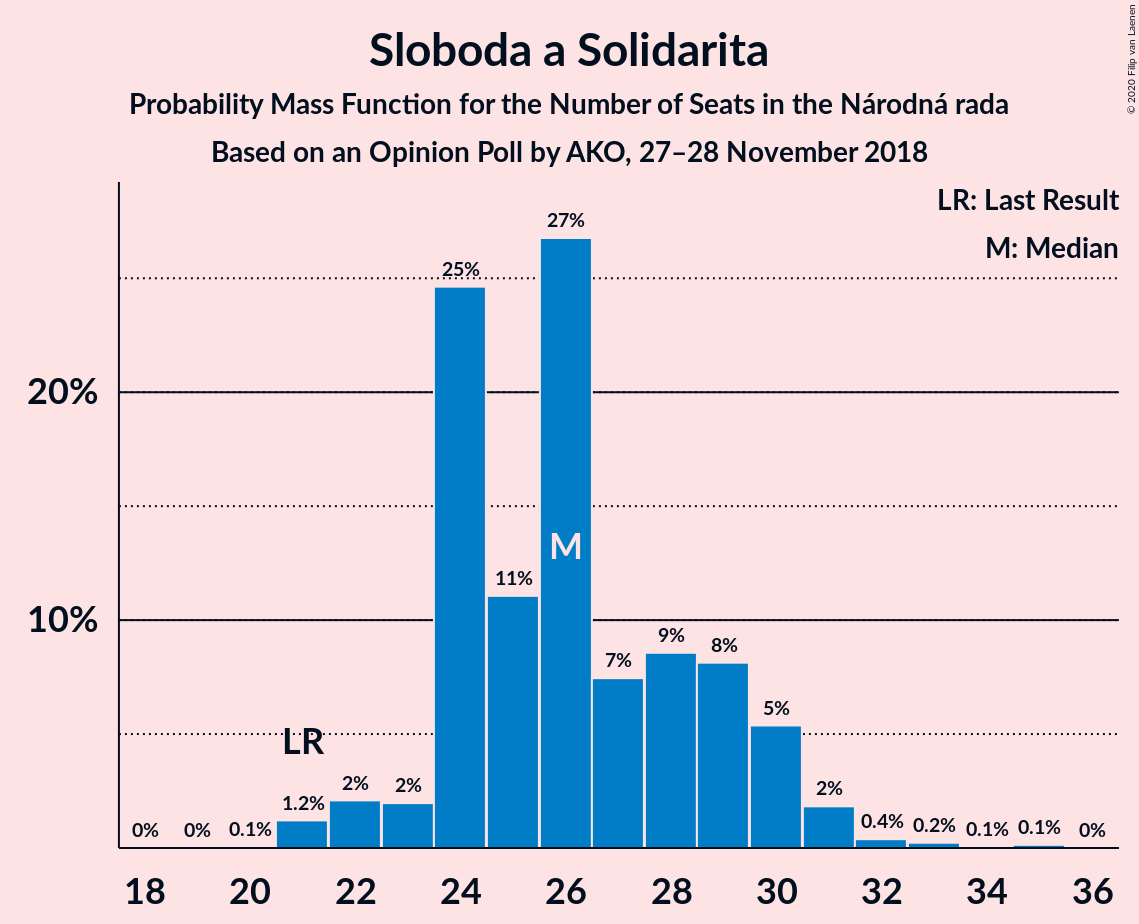 Sloboda a Solidarita
Probability Mass Function for the Number of Seats in the Národná rada
Based on an Opinion Poll by AKO, 27–28 November 2018
© 2020 Filip van Laenen
LR: Last Result
M: Median
27%
25%
20%
M
11%
10%
9%
8%
7%
5%
LR
2%
2%
2%
1.2%
0%
0%
0.1%
0.4%
0.2%
0.1%
0.1%
0%
18 20 22 24 26 28 30 32 34 36